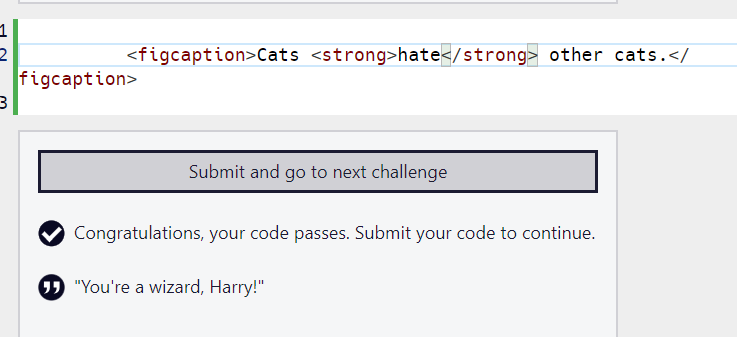 1
2 <figcaption>Cats <strong>hate</strong> other cats.</
figcaption>
3
Submit and go to next challenge
Congratulations, your code passes. Submit your code to continue.
"You're a wizard, Harry!"